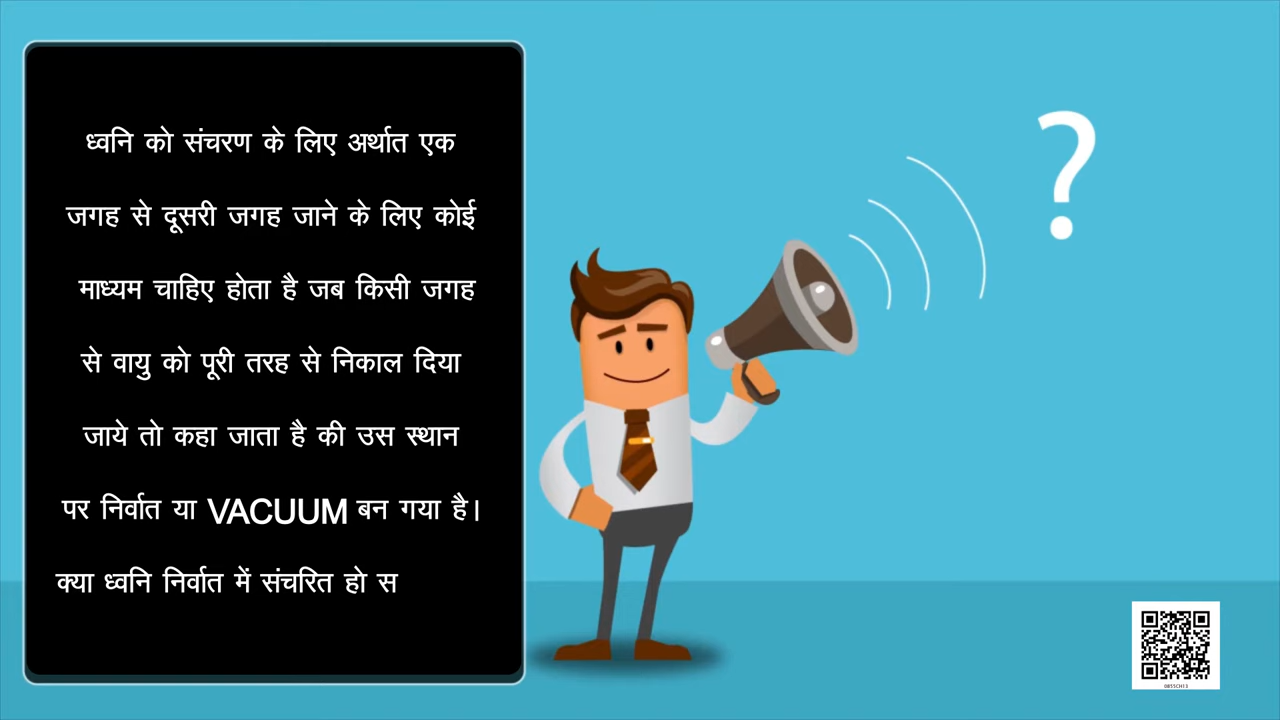 ध्वनि को संचरण के लिए अर्थात एक
जगह से दूसरी जगह जाने के लिए कोई
माध्यम चाहिए होता है जब किसी जगह
से वायु को पूरी तरह से निकाल दिया
जाये तो कहा जाता है की उस स्थान
पर निर्वात या VACUUM बन गया है।
क्या ध्वनि निर्वात में संचरित हो स
?
0855CH13